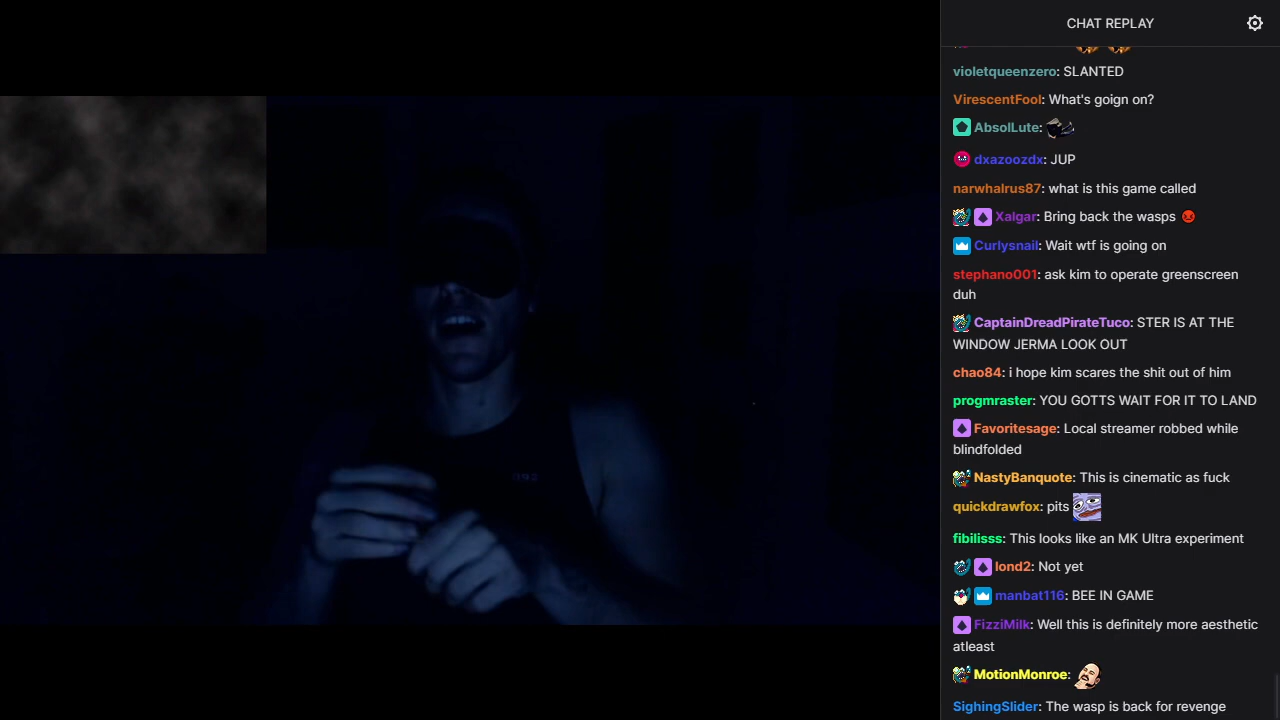 CHAT REPLAY
violetqueenzero: SLANTED
VirescentFool: What's goign on?
AbsolLute:
dxazoozdx: JUP
narwhalrus87: what is this game called
Xalgar: Bring back the wasps
Curlysnail: Wait wtf is going on
stephano001: ask kim to operate greenscreen
duh
CaptainDreadPirateTuco: STER IS AT THE
WINDOW JERMA LOOK OUT
chao84: i hope kim scares the shit out of him
progmraster: YOU GOTTS WAIT FOR IT TO LAND
Favoritesage: Local streamer robbed while
blindfolded
NastyBanquote: This is cinematic as fuck
quickdrawfox: pits
fibilisss: This looks like an MK Ultra experiment
lond2: Not yet
manbat116: BEE IN GAME
FizziMilk: Well this is definitely more aesthetic
atleast
MotionMonroe:
SighingSlider: The wasp is back for revenge